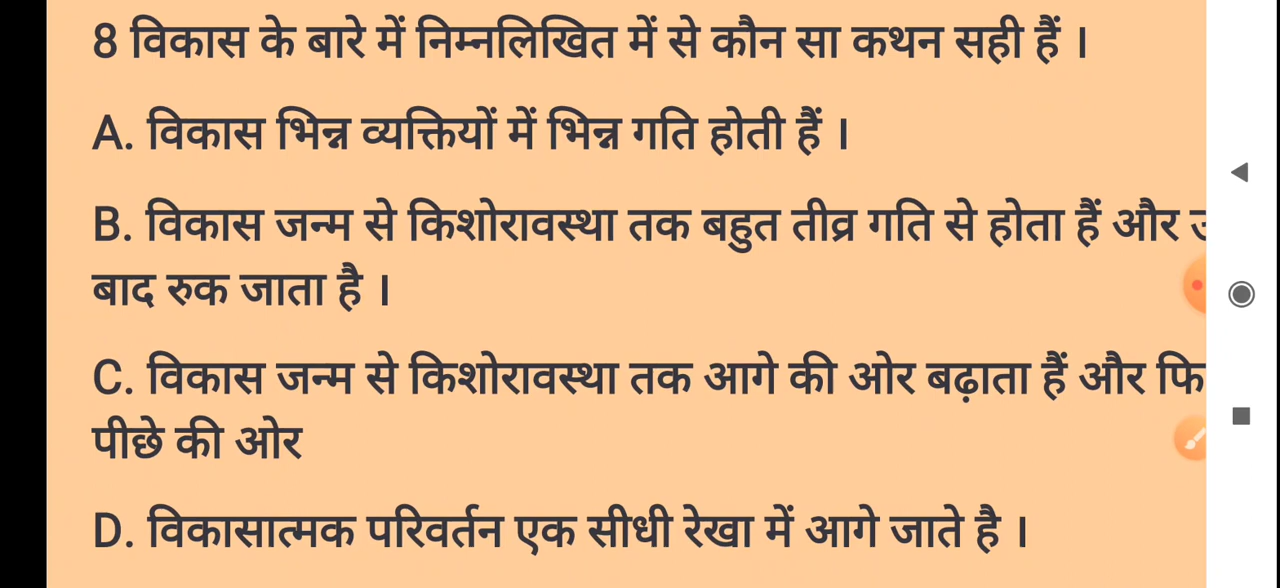 8 विकास के बारे में निम्नलिखित में से कौन सा कथन सही हैं ।
A. विकास भिन्न व्यक्तियों में भिन्न गति होती हैं ।
B. विकास जन्म से किशोरावस्था तक बहुत तीव्र गति से होता हैं और
बाद रुक जाता है ।
C. विकास जन्म से किशोरावस्था तक आगे की ओर बढ़ाता हैं और
पीछे की ओर
D. विकासात्मक परिवर्तन एक सीधी रेखा में आगे जाते है ।